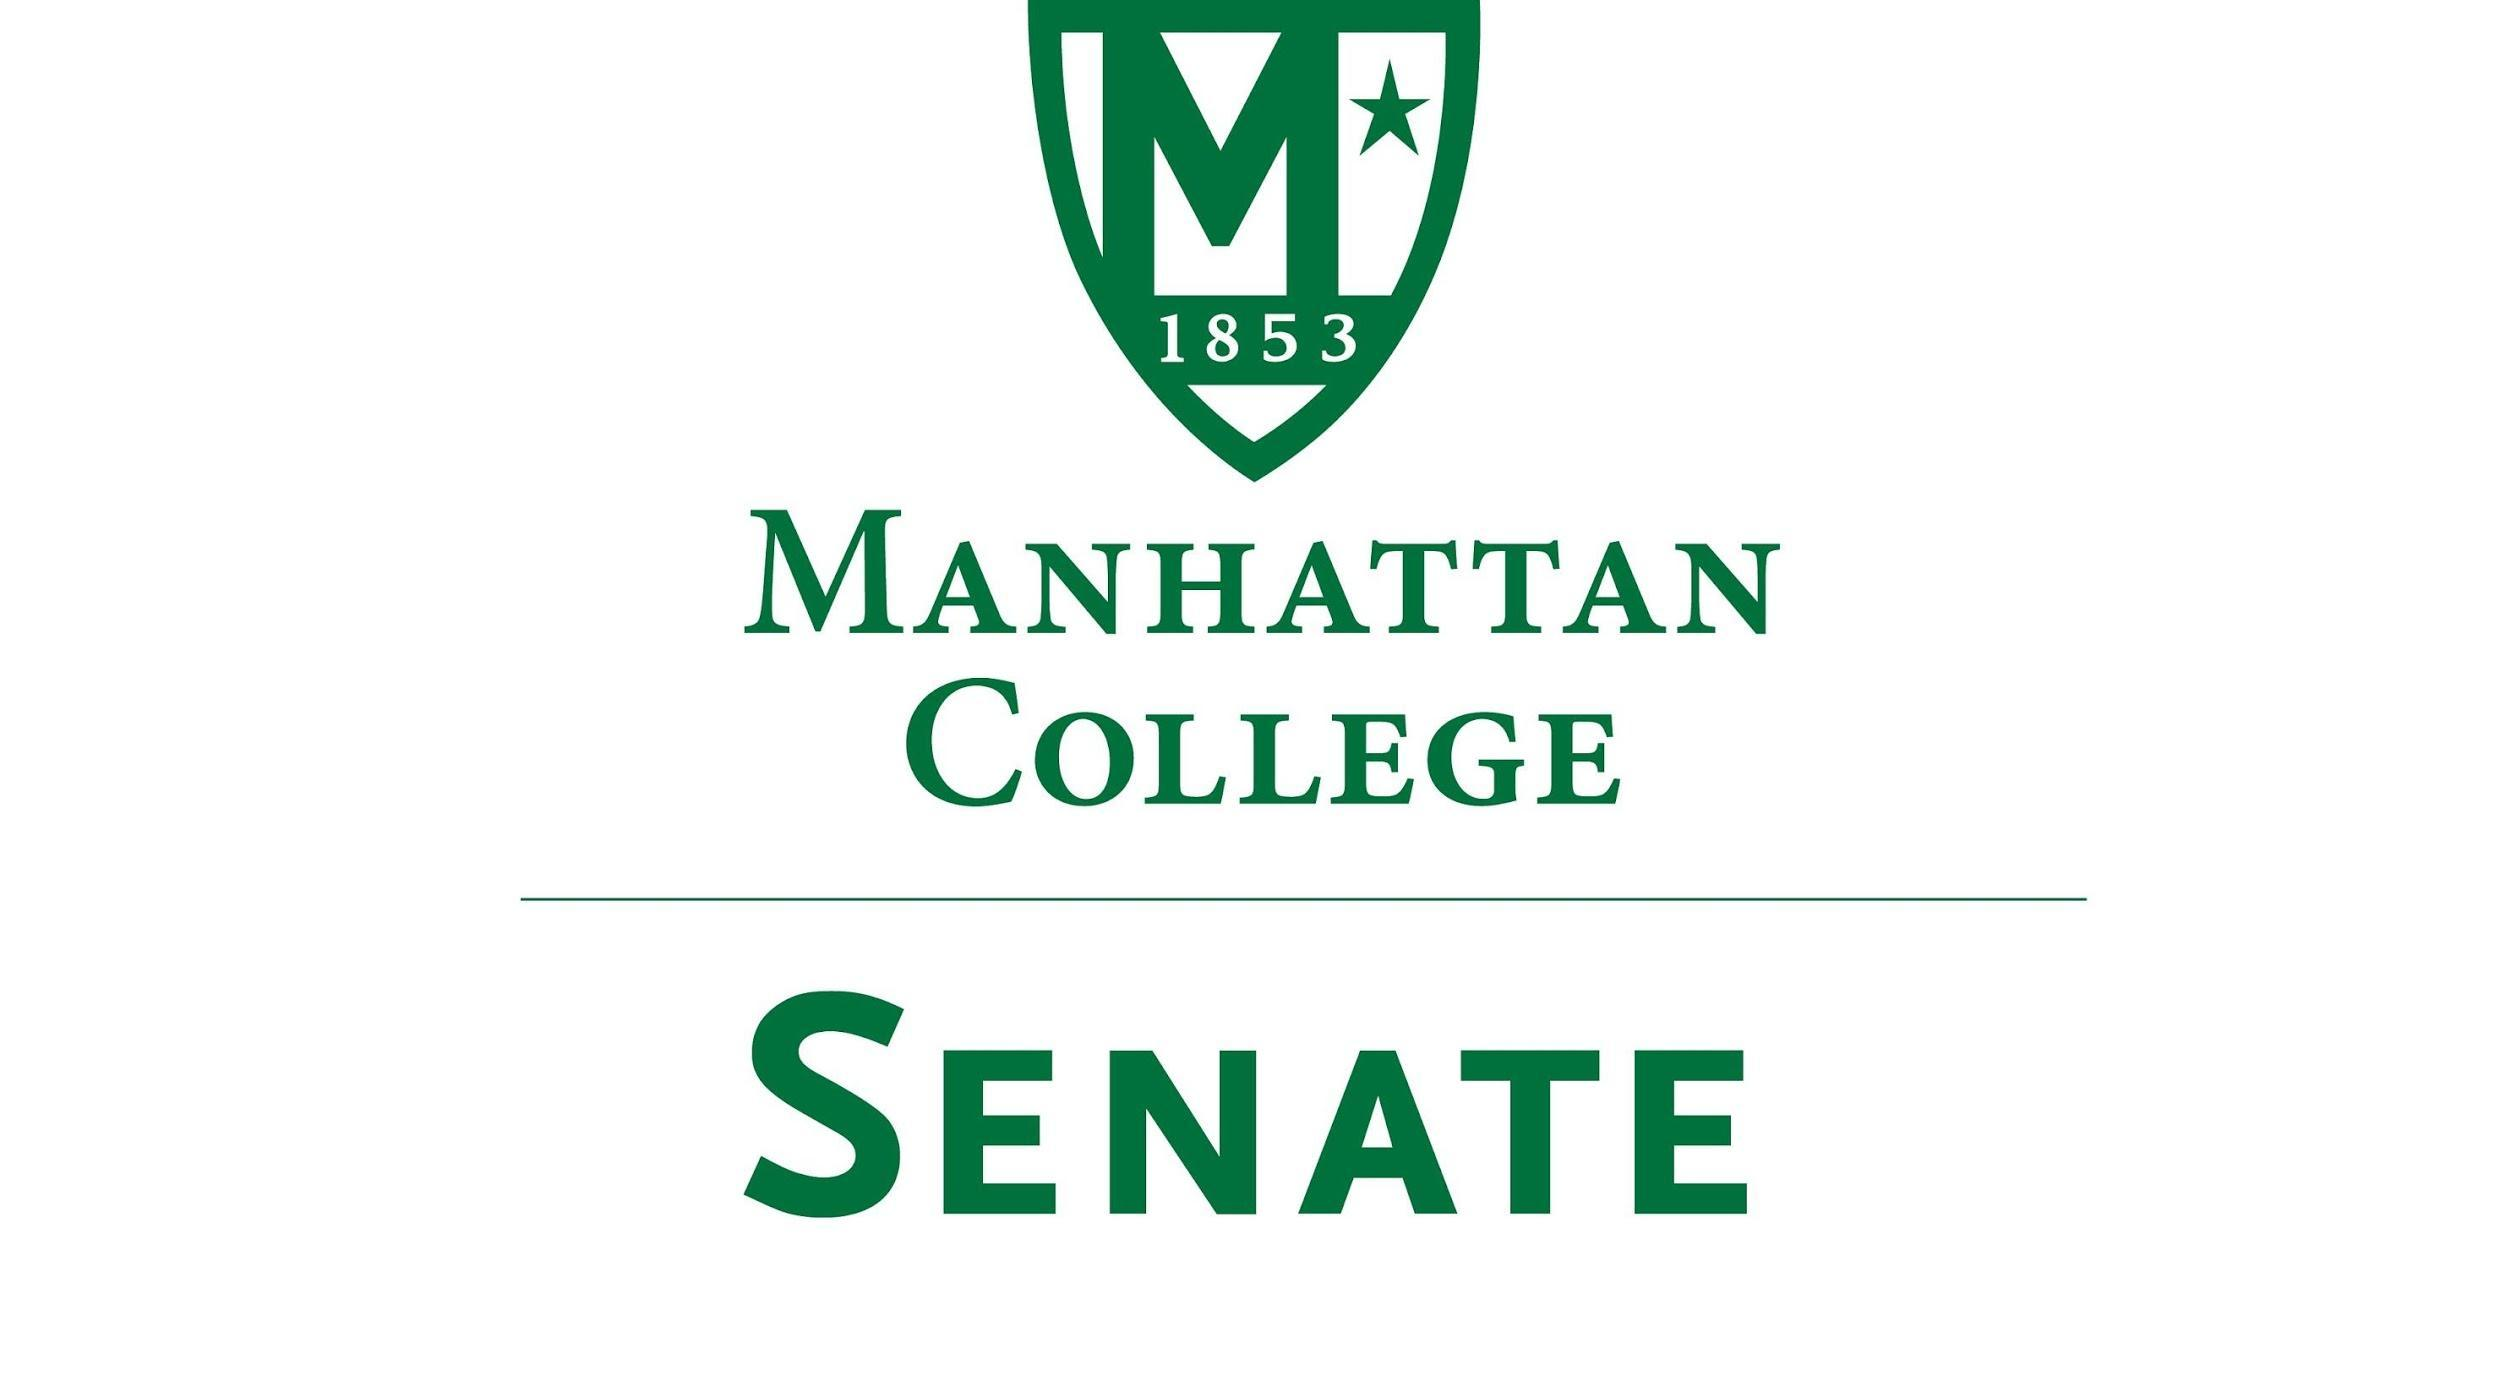 M
1853
MANHATTAN
COLLEGE
SENATE